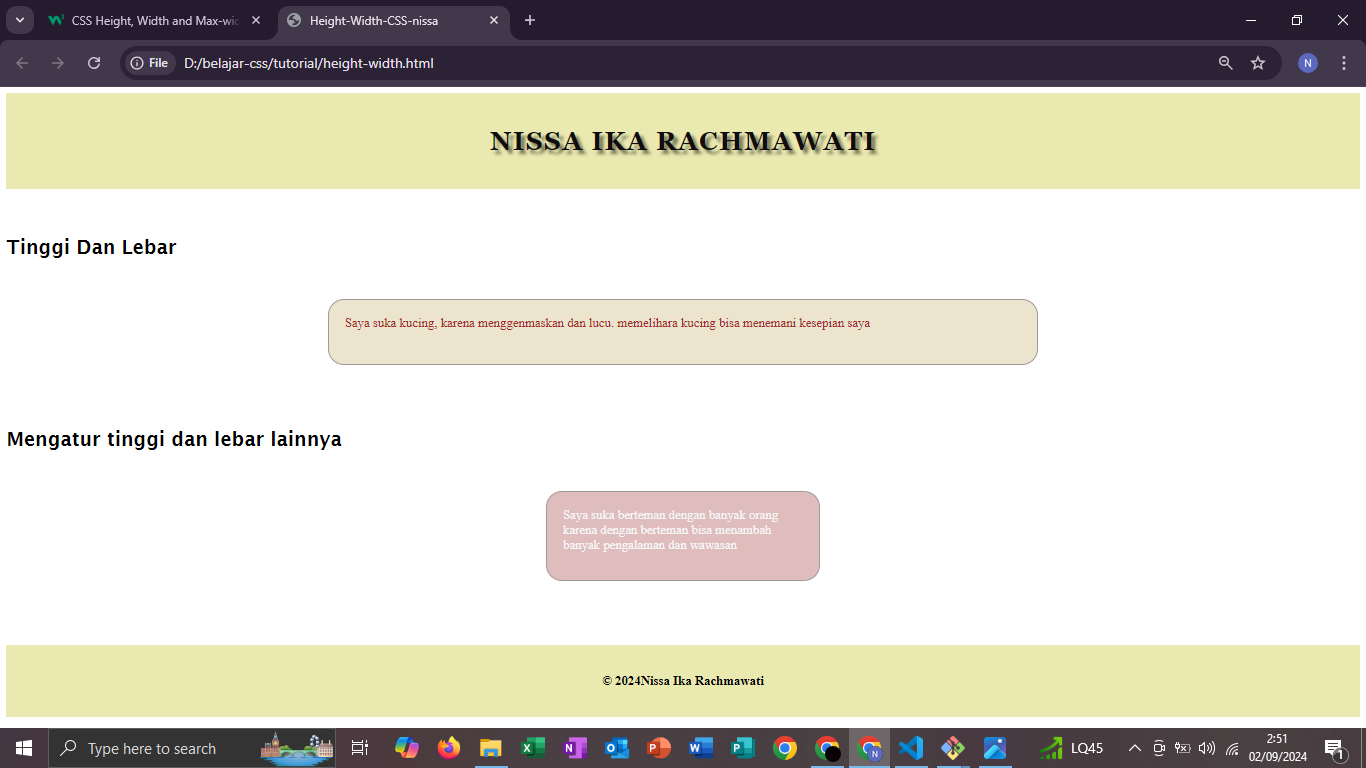 CSS Height, Width and Max-wid
Height-Width-CSS-nissa
File
D:/belajar-css/tutorial/height-width.html
N
NISSA IKA RACHMAWATI
Tinggi Dan Lebar
Saya suka kucing, karena menggenmaskan dan lucu. memelihara kucing bisa menemani kesepian saya
Mengatur tinggi dan lebar lainnya
Saya suka berteman dengan banyak orang
karena dengan berteman bisa menambah
banyak pengalaman dan wawasan
© 2024Nissa Ika Rachmawati
Type here to search
LQ45
2:51
02/09/2024
1